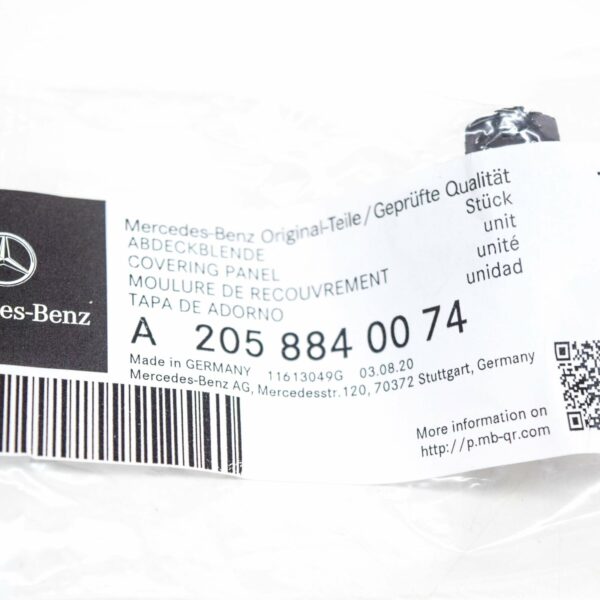 Mercedes-Benz Original-Teile/Geprüfte Qualität
ABDECKBLENDE
COVERING PANEL
MOULURE DE RECOUVREMENT
TAPA DE ADORNO
Stück
unit
unité
unidad
es-Benz
A 205 884 00 74
Made in GERMANY 11613049G 03.08.20
Mercedes-Benz AG, Mercedesstr.120, 70372 Stuttgart, Germany
More information on
http://p.mb-qr.com